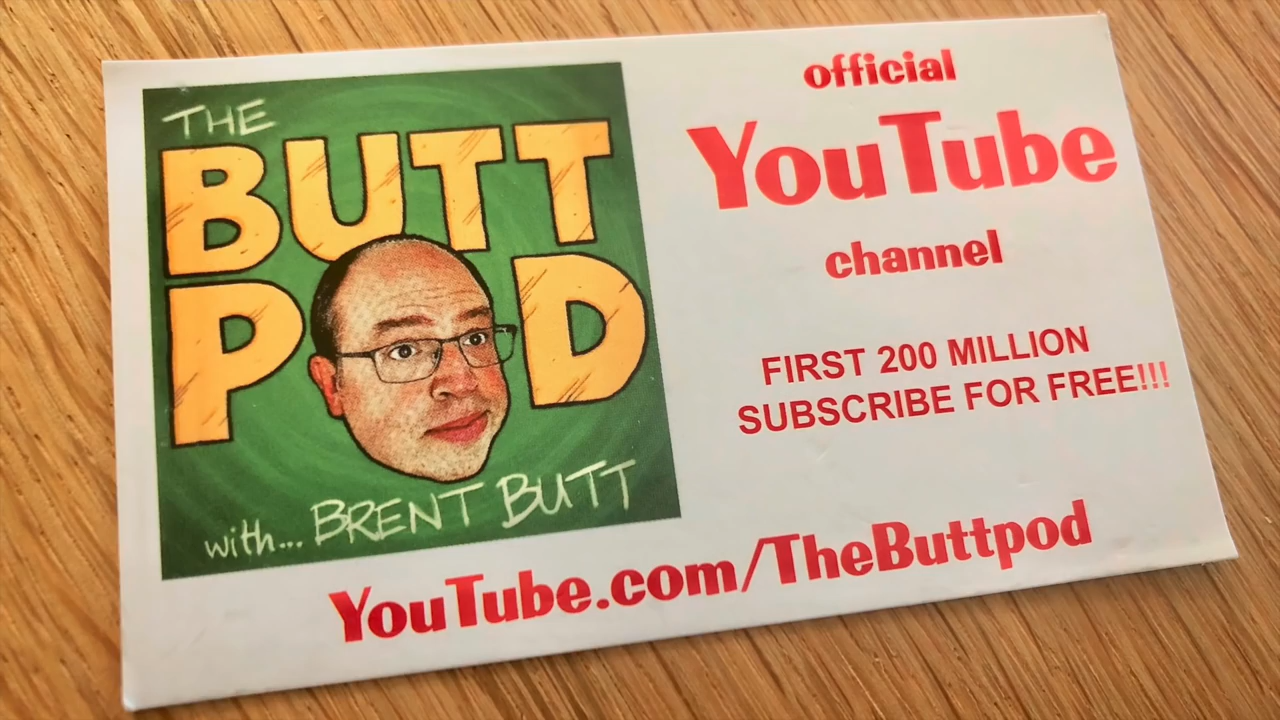 THE
BUTT
POD
with... BRENT BUTT
official
YouTube
channel
FIRST 200 MILLION
SUBSCRIBE FOR FREE!!!
YouTube.com/TheButtpod